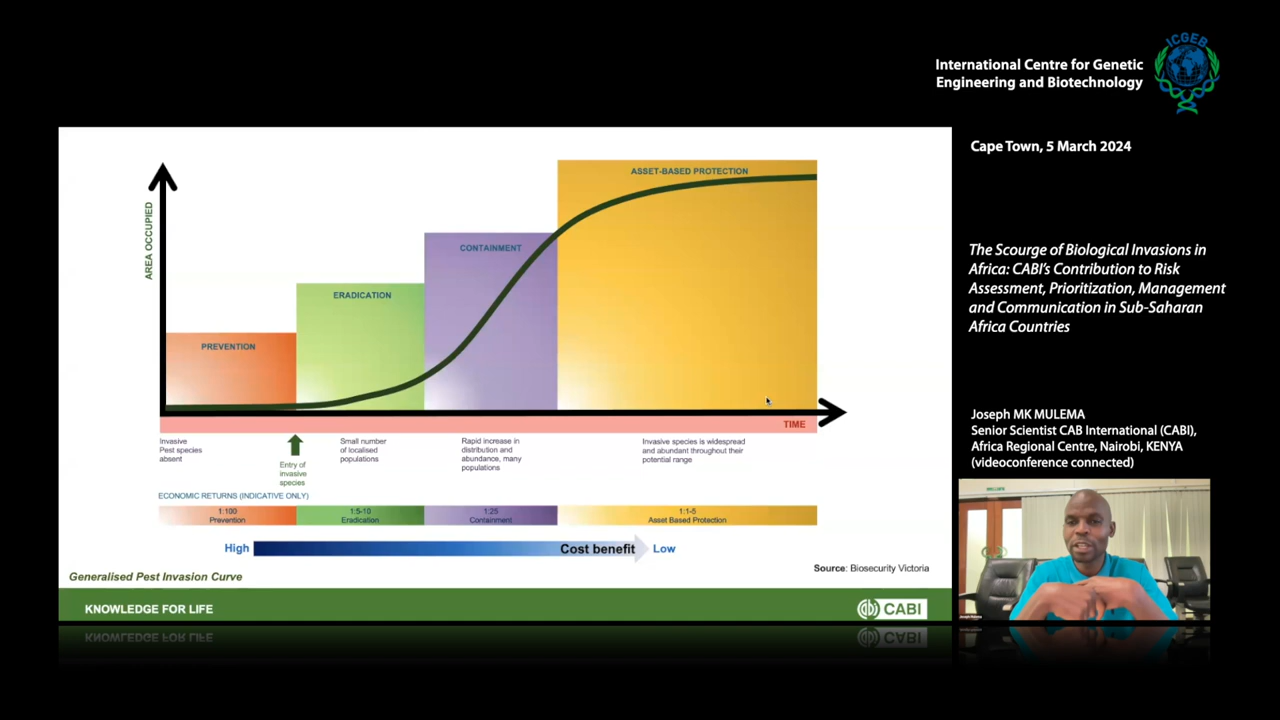 ICGEB
International Centre for Genetic
Engineering and Biotechnology
Cape Town, 5 March 2024
The Scourge of Biological Invasions in
Africa: CABI's Contribution to Risk
Assessment, Prioritization, Management
and Communication in Sub-Saharan
Africa Countries
Joseph MK MULEMA
Senior Scientist CAB International (CABI),
Africa Regional Centre, Nairobi, KENYA
(videoconference connected)
AREA OCCUPIED
PREVENTION
ERADICATION
CONTAINMENT
ASSET-BASED PROTECTION
TIME
Invasive
Pest species
absent
Entry of
invasive
species
Small number
of localised
populations
Rapid increase in
distribution and
abundance, many
populations
Invasive species is widespread
and abundant throughout their
potential range
ECONOMIC RETURNS (INDICATIVE ONLY)
1:100
Prevention
1:5-10
Eradication
1:25
Containment
1:1-5
Asset Based Protection
High
Cost benefit
Low
Source: Biosecurity Victoria
Generalised Pest Invasion Curve
KNOWLEDGE FOR LIFE
CABI